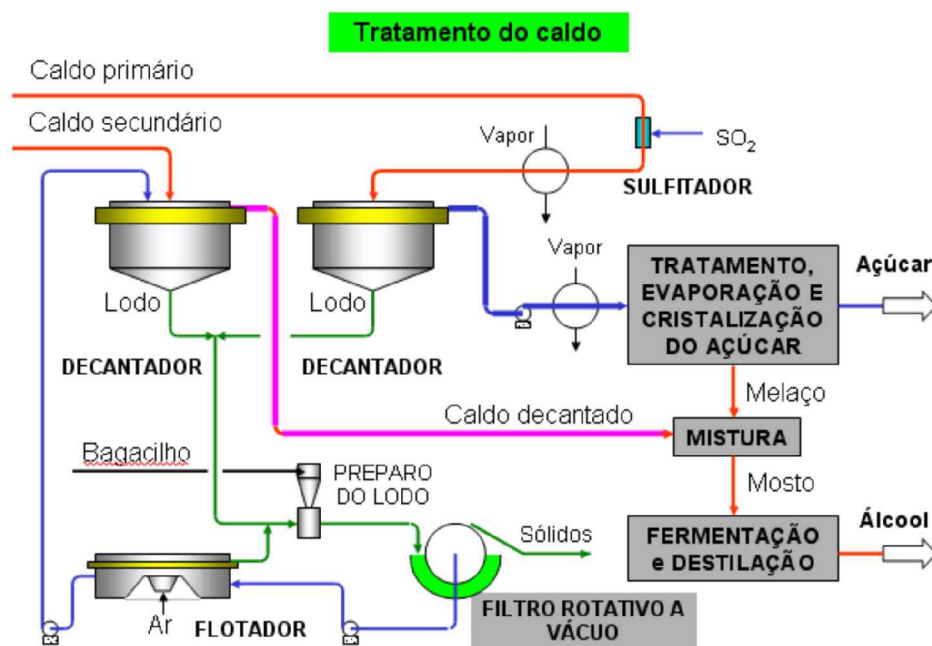 Tratamento do caldo
Caldo primário
Caldo secundário
Vapor
SO2
SULFITADOR
Vapor
Lodo
Lodo
DECANTADOR
DECANTADOR
TRATAMENTO,
EVAPORAÇÃO E
CRISTALIZAÇÃO
DO AÇÚCAR
Açúcar
Melaço
Caldo decantado
MISTURA
Mosto
Bagacilho
PREPARO
DO LODO
Sólidos
FERMENTAÇÃO
e DESTILAÇÃO
Álcool
Ar
FLOTADOR
FILTRO ROTATIVO A
VÁCUO